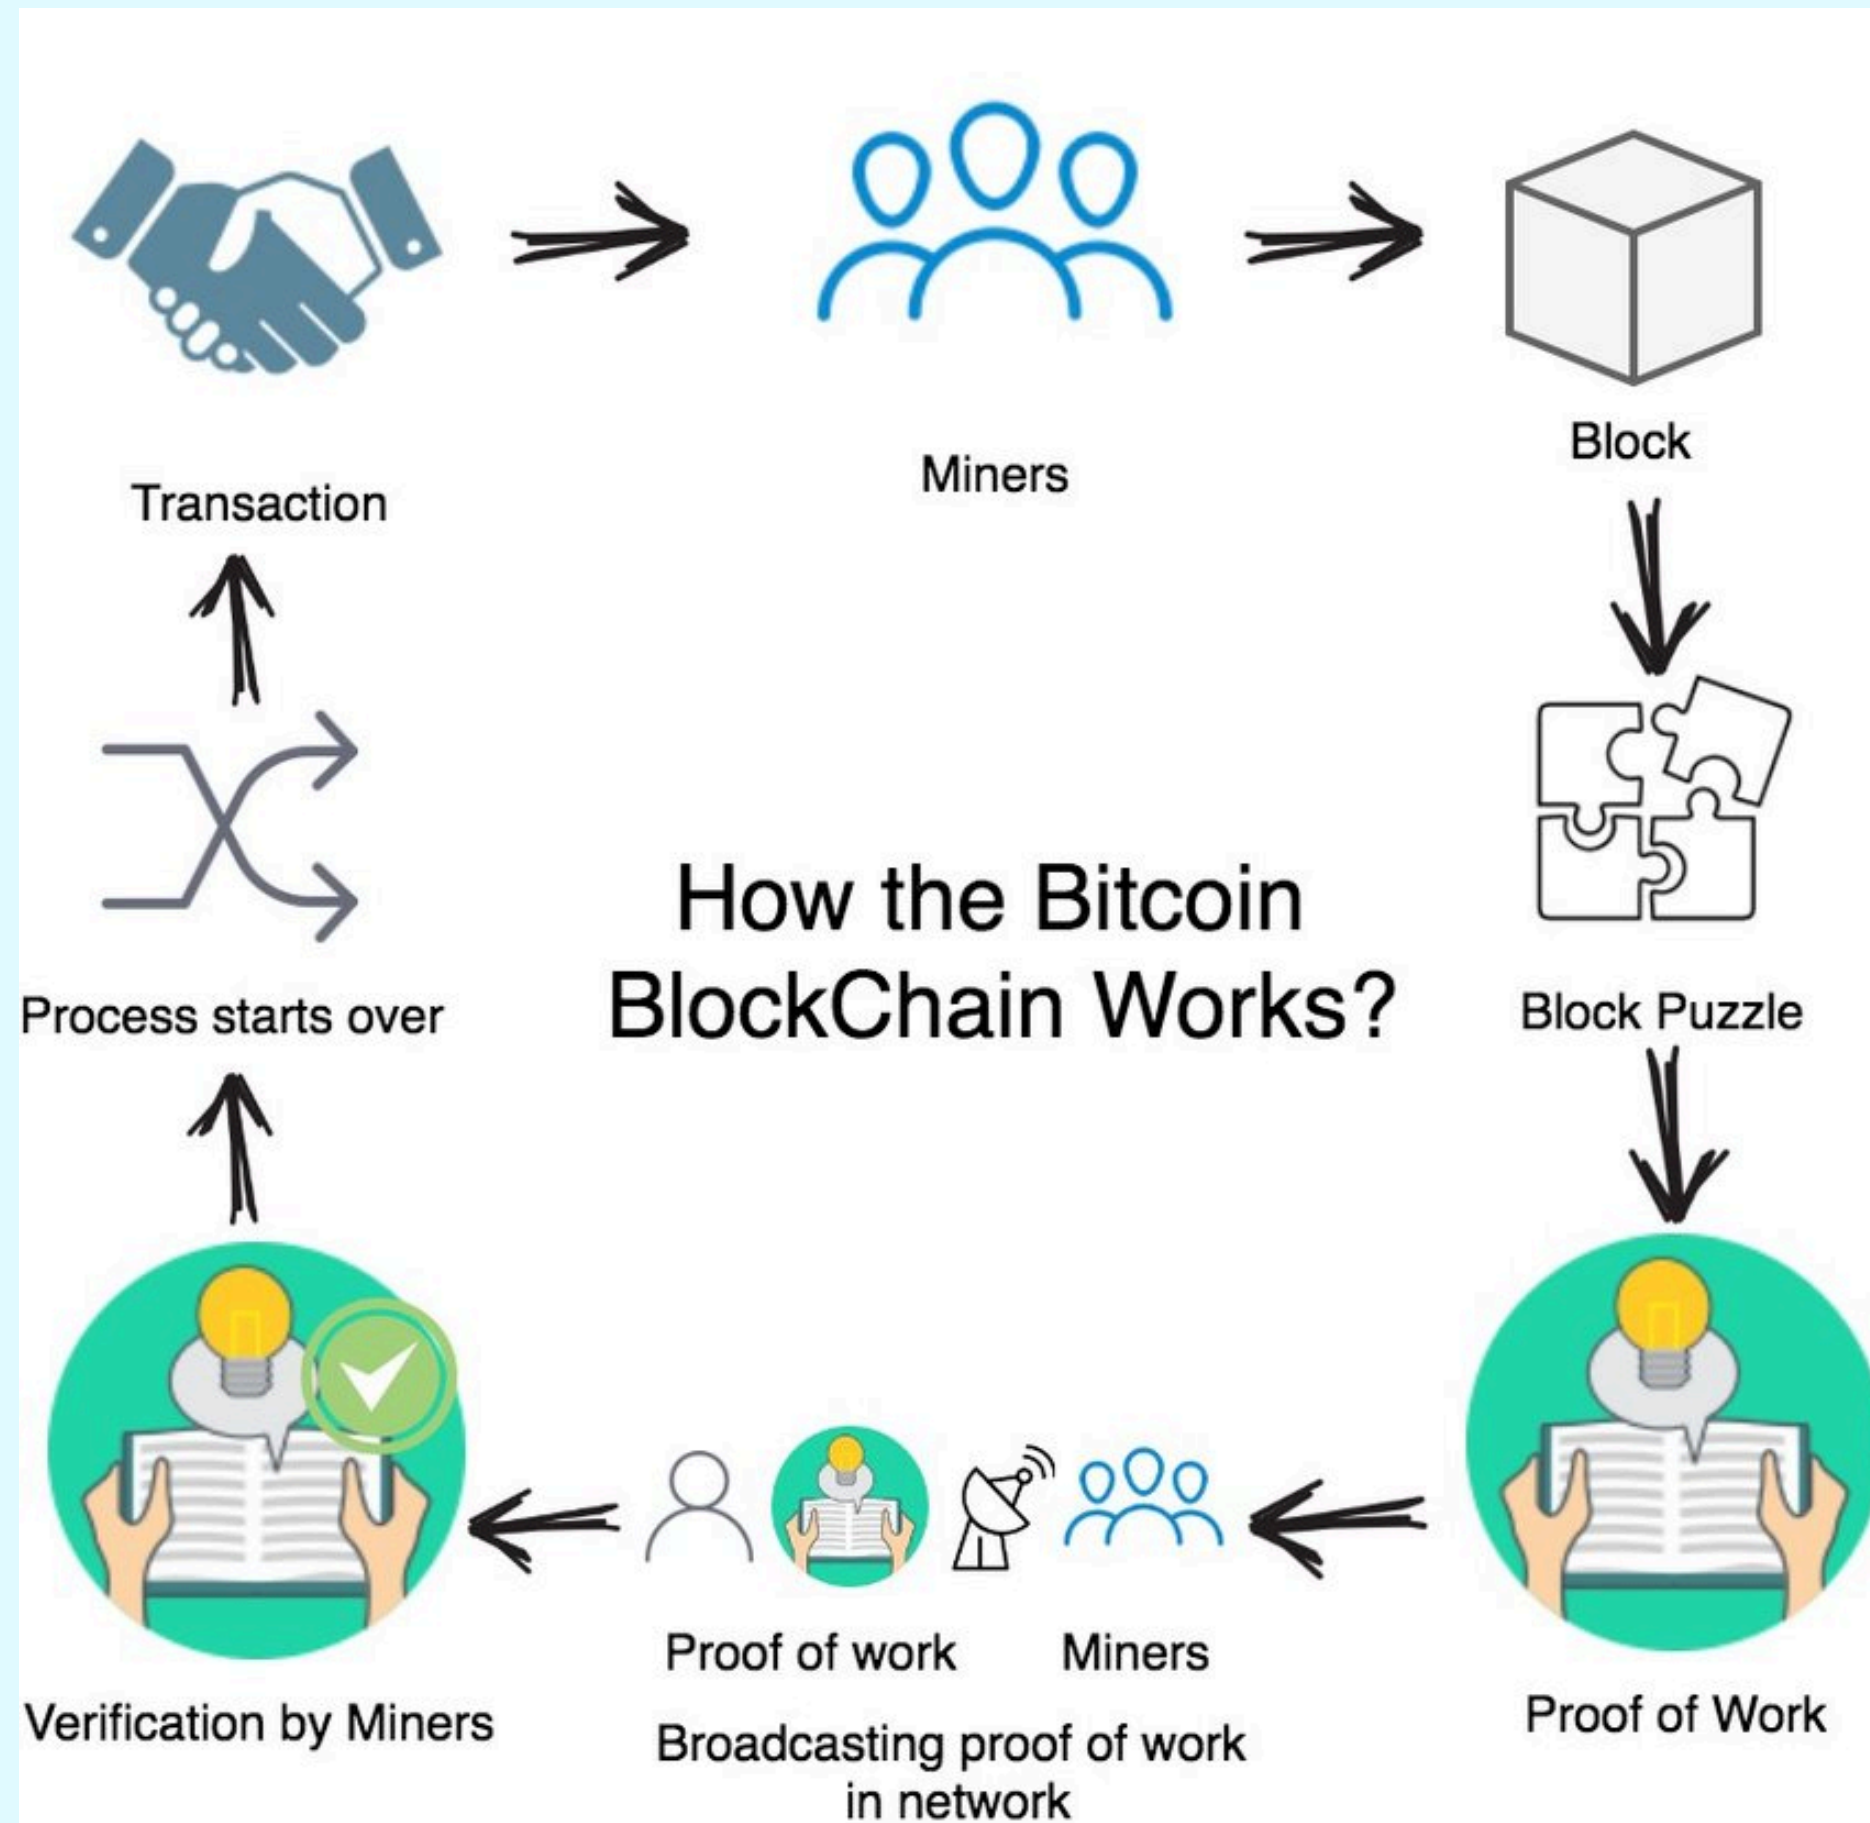 Transaction
Miners
Block
Process starts over
How the Bitcoin
BlockChain Works?
Block Puzzle
Verification by Miners
Proof of work
Miners
Broadcasting proof of work
in network
Proof of Work